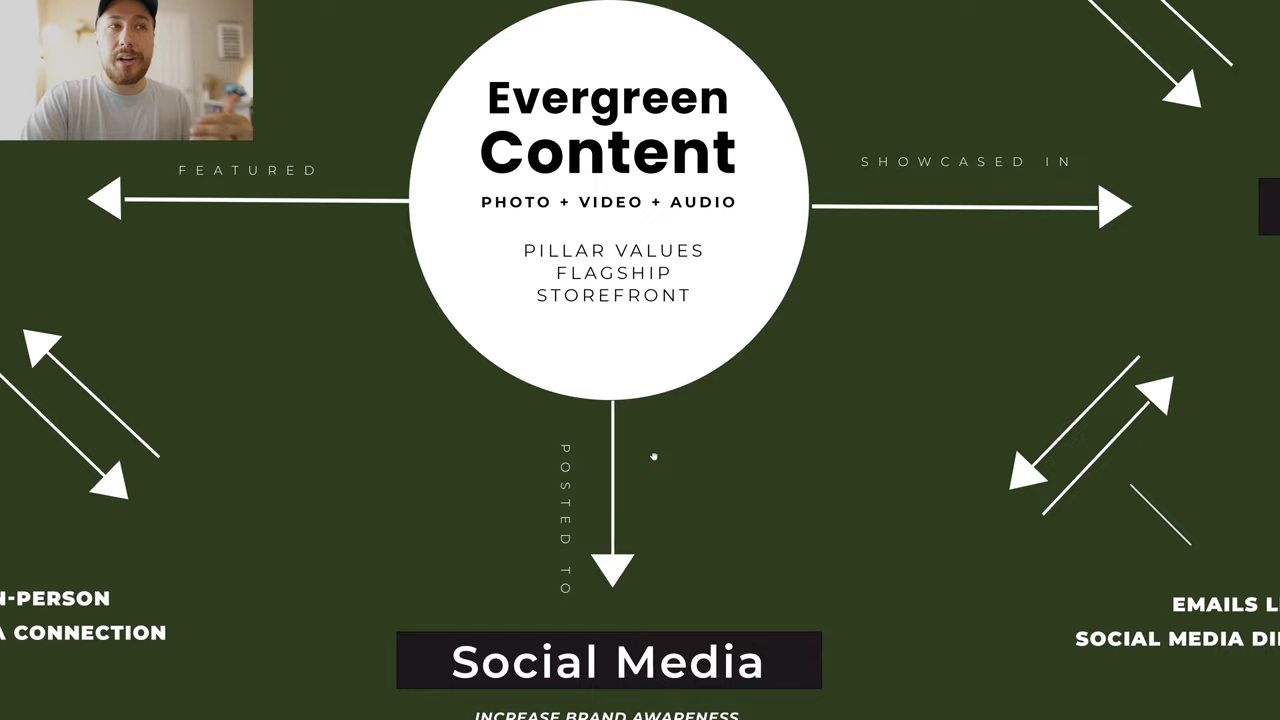 Evergreen
Content
PHOTO + VIDEO + AUDIO
PILLAR VALUES
FLAGSHIP
STOREFRONT
FEATURED
SHOWCASED IN
POSTED TO
N-PERSON
A CONNECTION
EMAILS L
SOCIAL MEDIA DI
Social Media
INCREASE BRAND AWARENESS